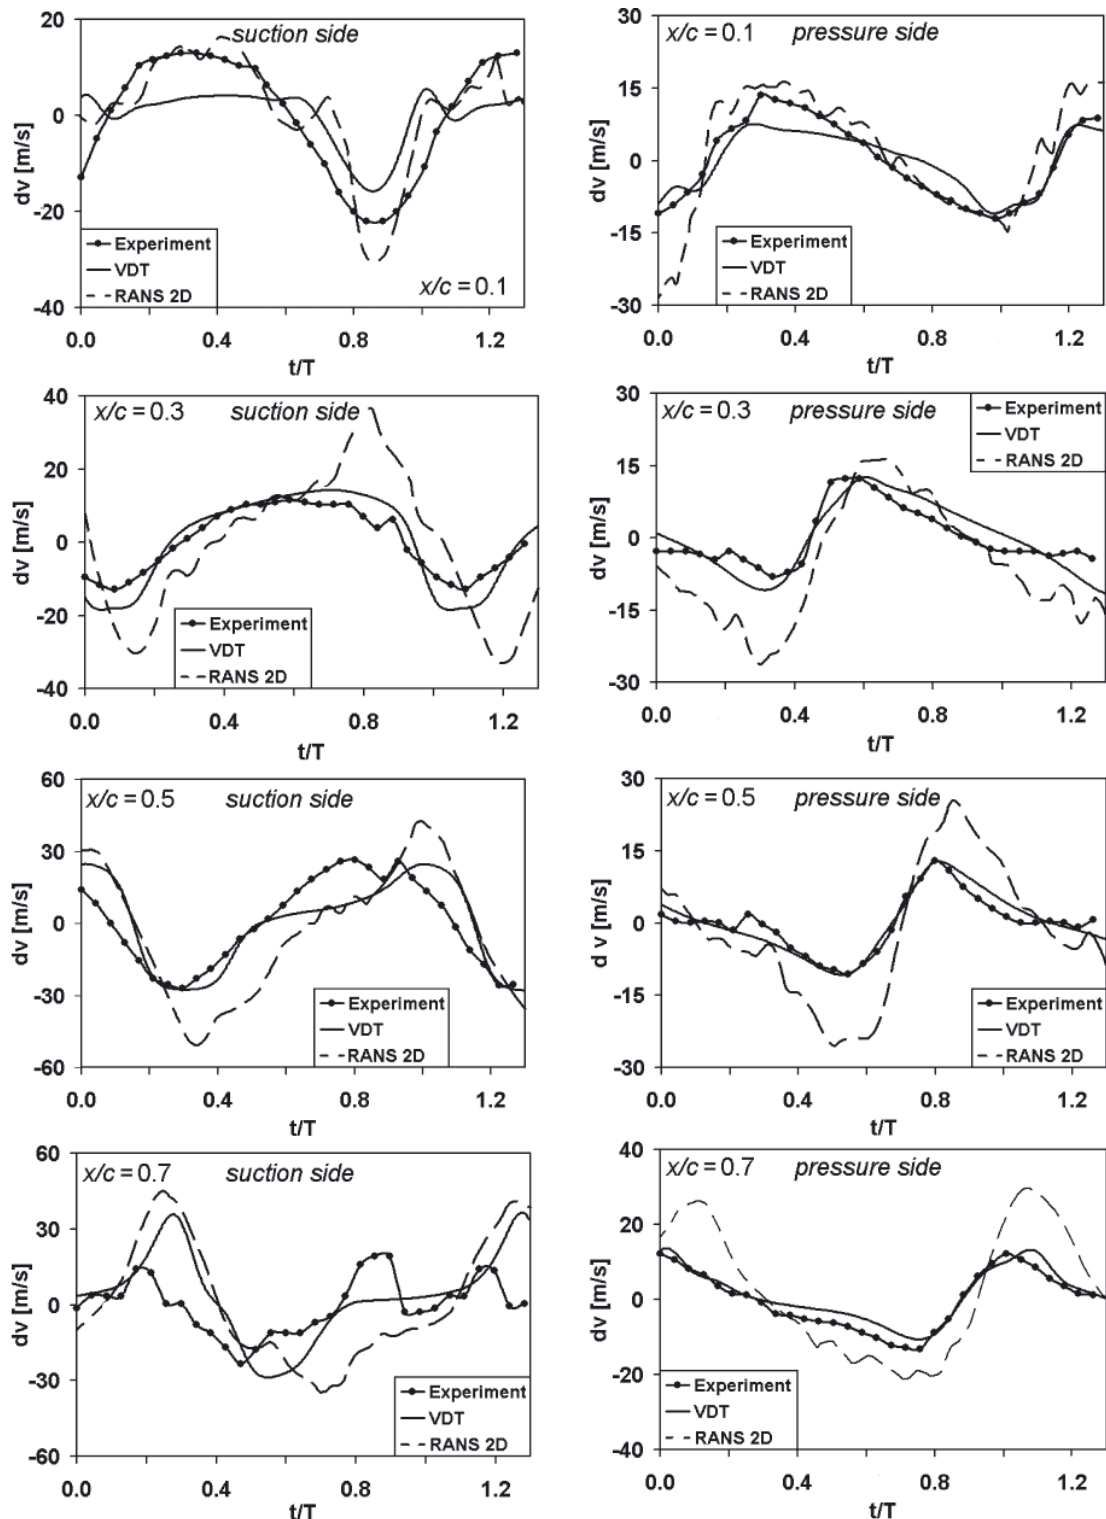 suction side
20
10
0
-20
-40
dv [m/s]
Experiment
VDT
RANS 2D
x/c = 0.1
0.0 0.4 0.8 1.2
t/T
x/c = 0.1 pressure side
30
15
0
-15
-30
dv [m/s]
Experiment
VDT
RANS 2D
0.0 0.4 0.8 1.2
t/T
x/c = 0.3 suction side
40
20
0
-20
-40
dv [m/s]
Experiment
VDT
RANS 2D
0.0 0.4 0.8 1.2
t/T
x/c = 0.3 pressure side
30
15
0
-15
-30
dv [m/s]
Experiment
VDT
RANS 2D
0.0 0.4 0.8 1.2
t/T
x/c = 0.5 suction side
60
30
0
-30
-60
dv [m/s]
Experiment
VDT
RANS 2D
0.0 0.4 0.8 1.2
t/T
x/c = 0.5 pressure side
30
15
0
-15
-30
d v [m/s]
Experiment
VDT
RANS 2D
0.0 0.4 0.8 1.2
t/T
x/c = 0.7 suction side
60
30
0
-30
-60
dv [m/s]
Experiment
VDT
RANS 2D
0.0 0.4 0.8 1.2
t/T
x/c = 0.7 pressure side
40
20
0
-20
-40
dv [m/s]
Experiment
VDT
RANS 2D
0.0 0.4 0.8 1.2
t/T